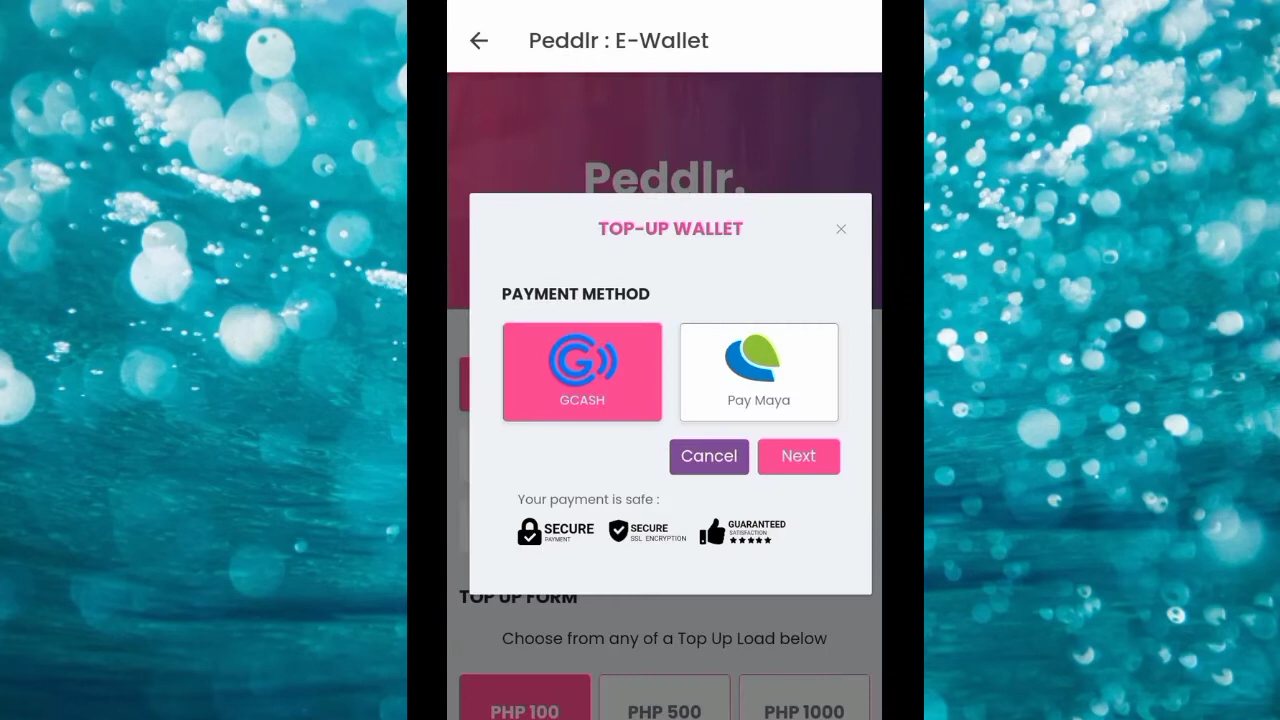 Peddlr : E-Wallet
Peddlr.
TOP-UP WALLET
PAYMENT METHOD
GCASH
Pay Maya
Cancel
Next
Your payment is safe :
SECURE
PAYMENT
SECURE
SSL ENCRYPTION
GUARANTEED
SATISFACTION
TOP UP FORM
Choose from any of a Top Up Load below
PHP 100
PHP 500
PHP 1000